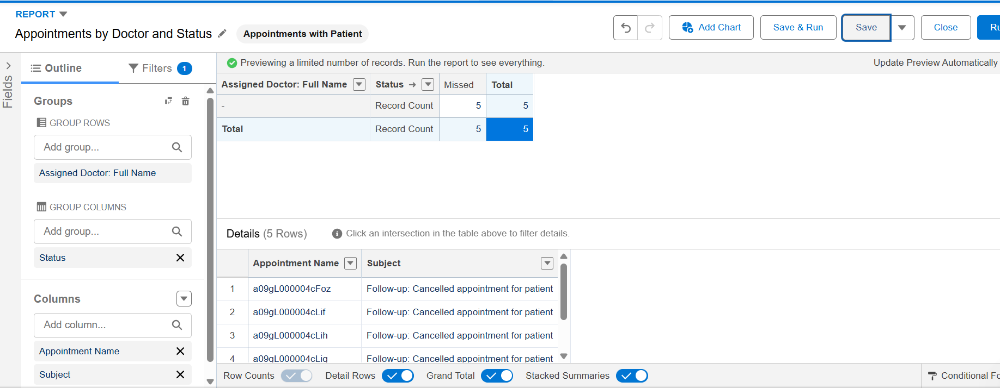 REPORT
Appointments by Doctor and Status
Appointments with Patient
Add Chart
Save & Run
Save
Close
Fields
Outline
Filters 1
Previewing a limited number of records. Run the report to see everything.
Update Preview Automatically
Groups
GROUP ROWS
Add group...
Assigned Doctor: Full Name
GROUP COLUMNS
Add group...
Status
Columns
Add column...
Appointment Name
Subject
Assigned Doctor: Full Name Status → Missed Total
- Record Count 5 5
Total Record Count 5 5
Details (5 Rows)
Click an intersection in the table above to filter details.
Appointment Name Subject
1 a09gL000004cFoz Follow-up: Cancelled appointment for patient
2 a09gL000004cLif Follow-up: Cancelled appointment for patient
3 a09gL000004cLih Follow-up: Cancelled appointment for patient
4 Follow-up: Cancelled appointment for patient
Row Counts
Detail Rows
Grand Total
Stacked Summaries
Conditional